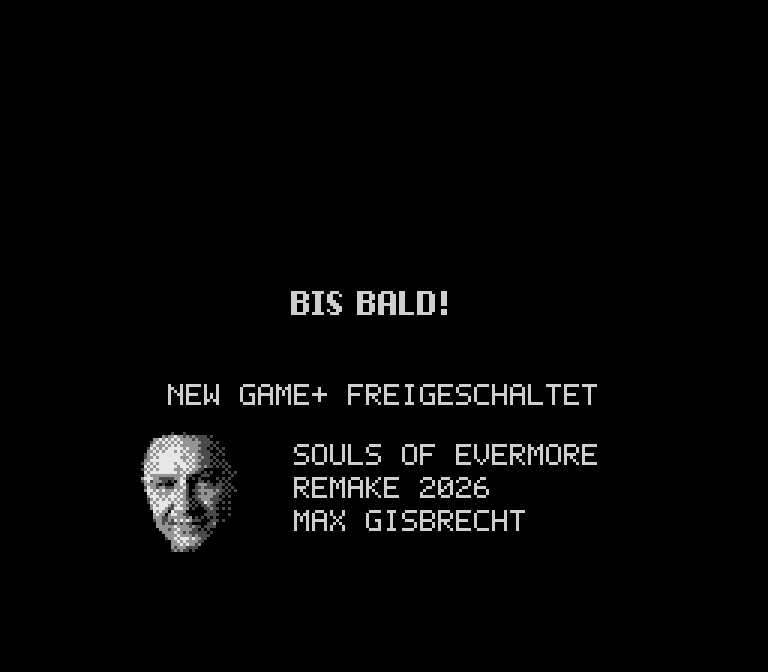 BIS BALD!
NEW GAME+ FREIGESCHALTET
SOULS OF EVERMORE
REMAKE 2026
MAX GISBRECHT